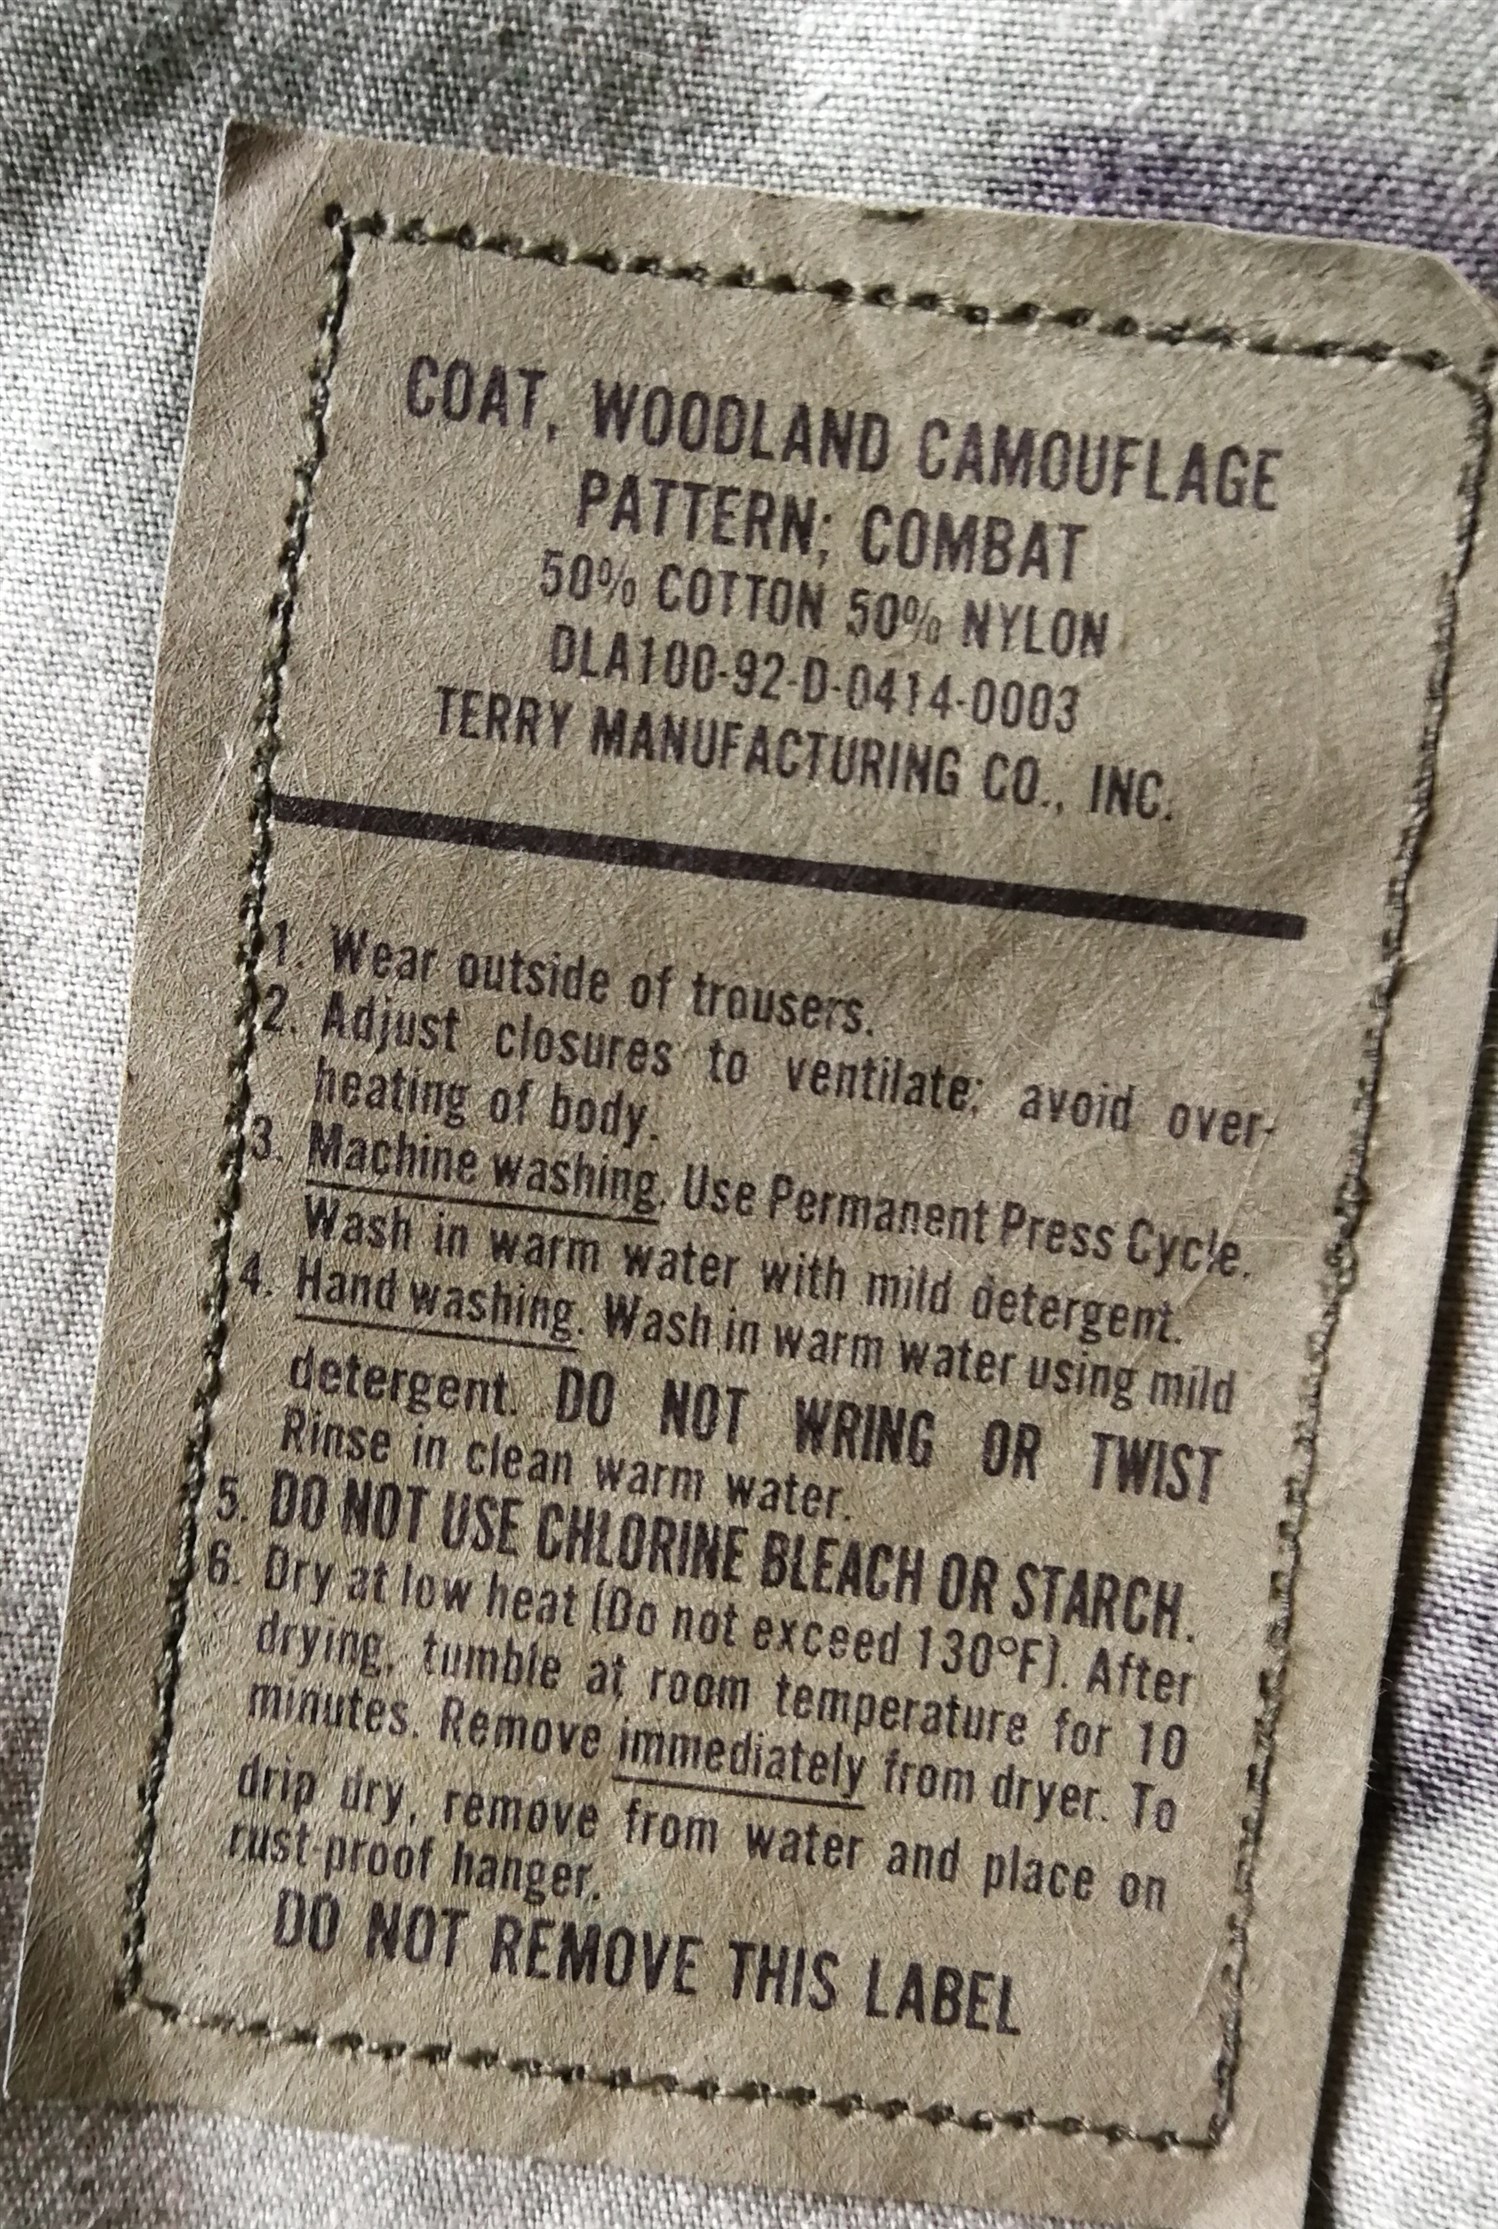 COAT, WOODLAND CAMOUFLAGE
PATTERN; COMBAT
50% COTTON 50% NYLON
DLA100-92-D-0414-0003
TERRY MANUFACTURING CO., INC.
1. Wear outside of trousers.
2. Adjust closures to ventilate; avoid over-
heating of body.
3. Machine washing. Use Permanent Press Cycle.
Wash in warm water with mild detergent.
4. Hand washing. Wash in warm water using mild
detergent. DO NOT WRING OR TWIST
Rinse in clean warm water.
5. DO NOT USE CHLORINE BLEACH OR STARCH.
6. Dry at low heat (Do not exceed 130°F). After
drying, tumble at room temperature for 10
minutes. Remove immediately from dryer. To
drip dry, remove from water and place on
rust-proof hanger.
DO NOT REMOVE THIS LABEL